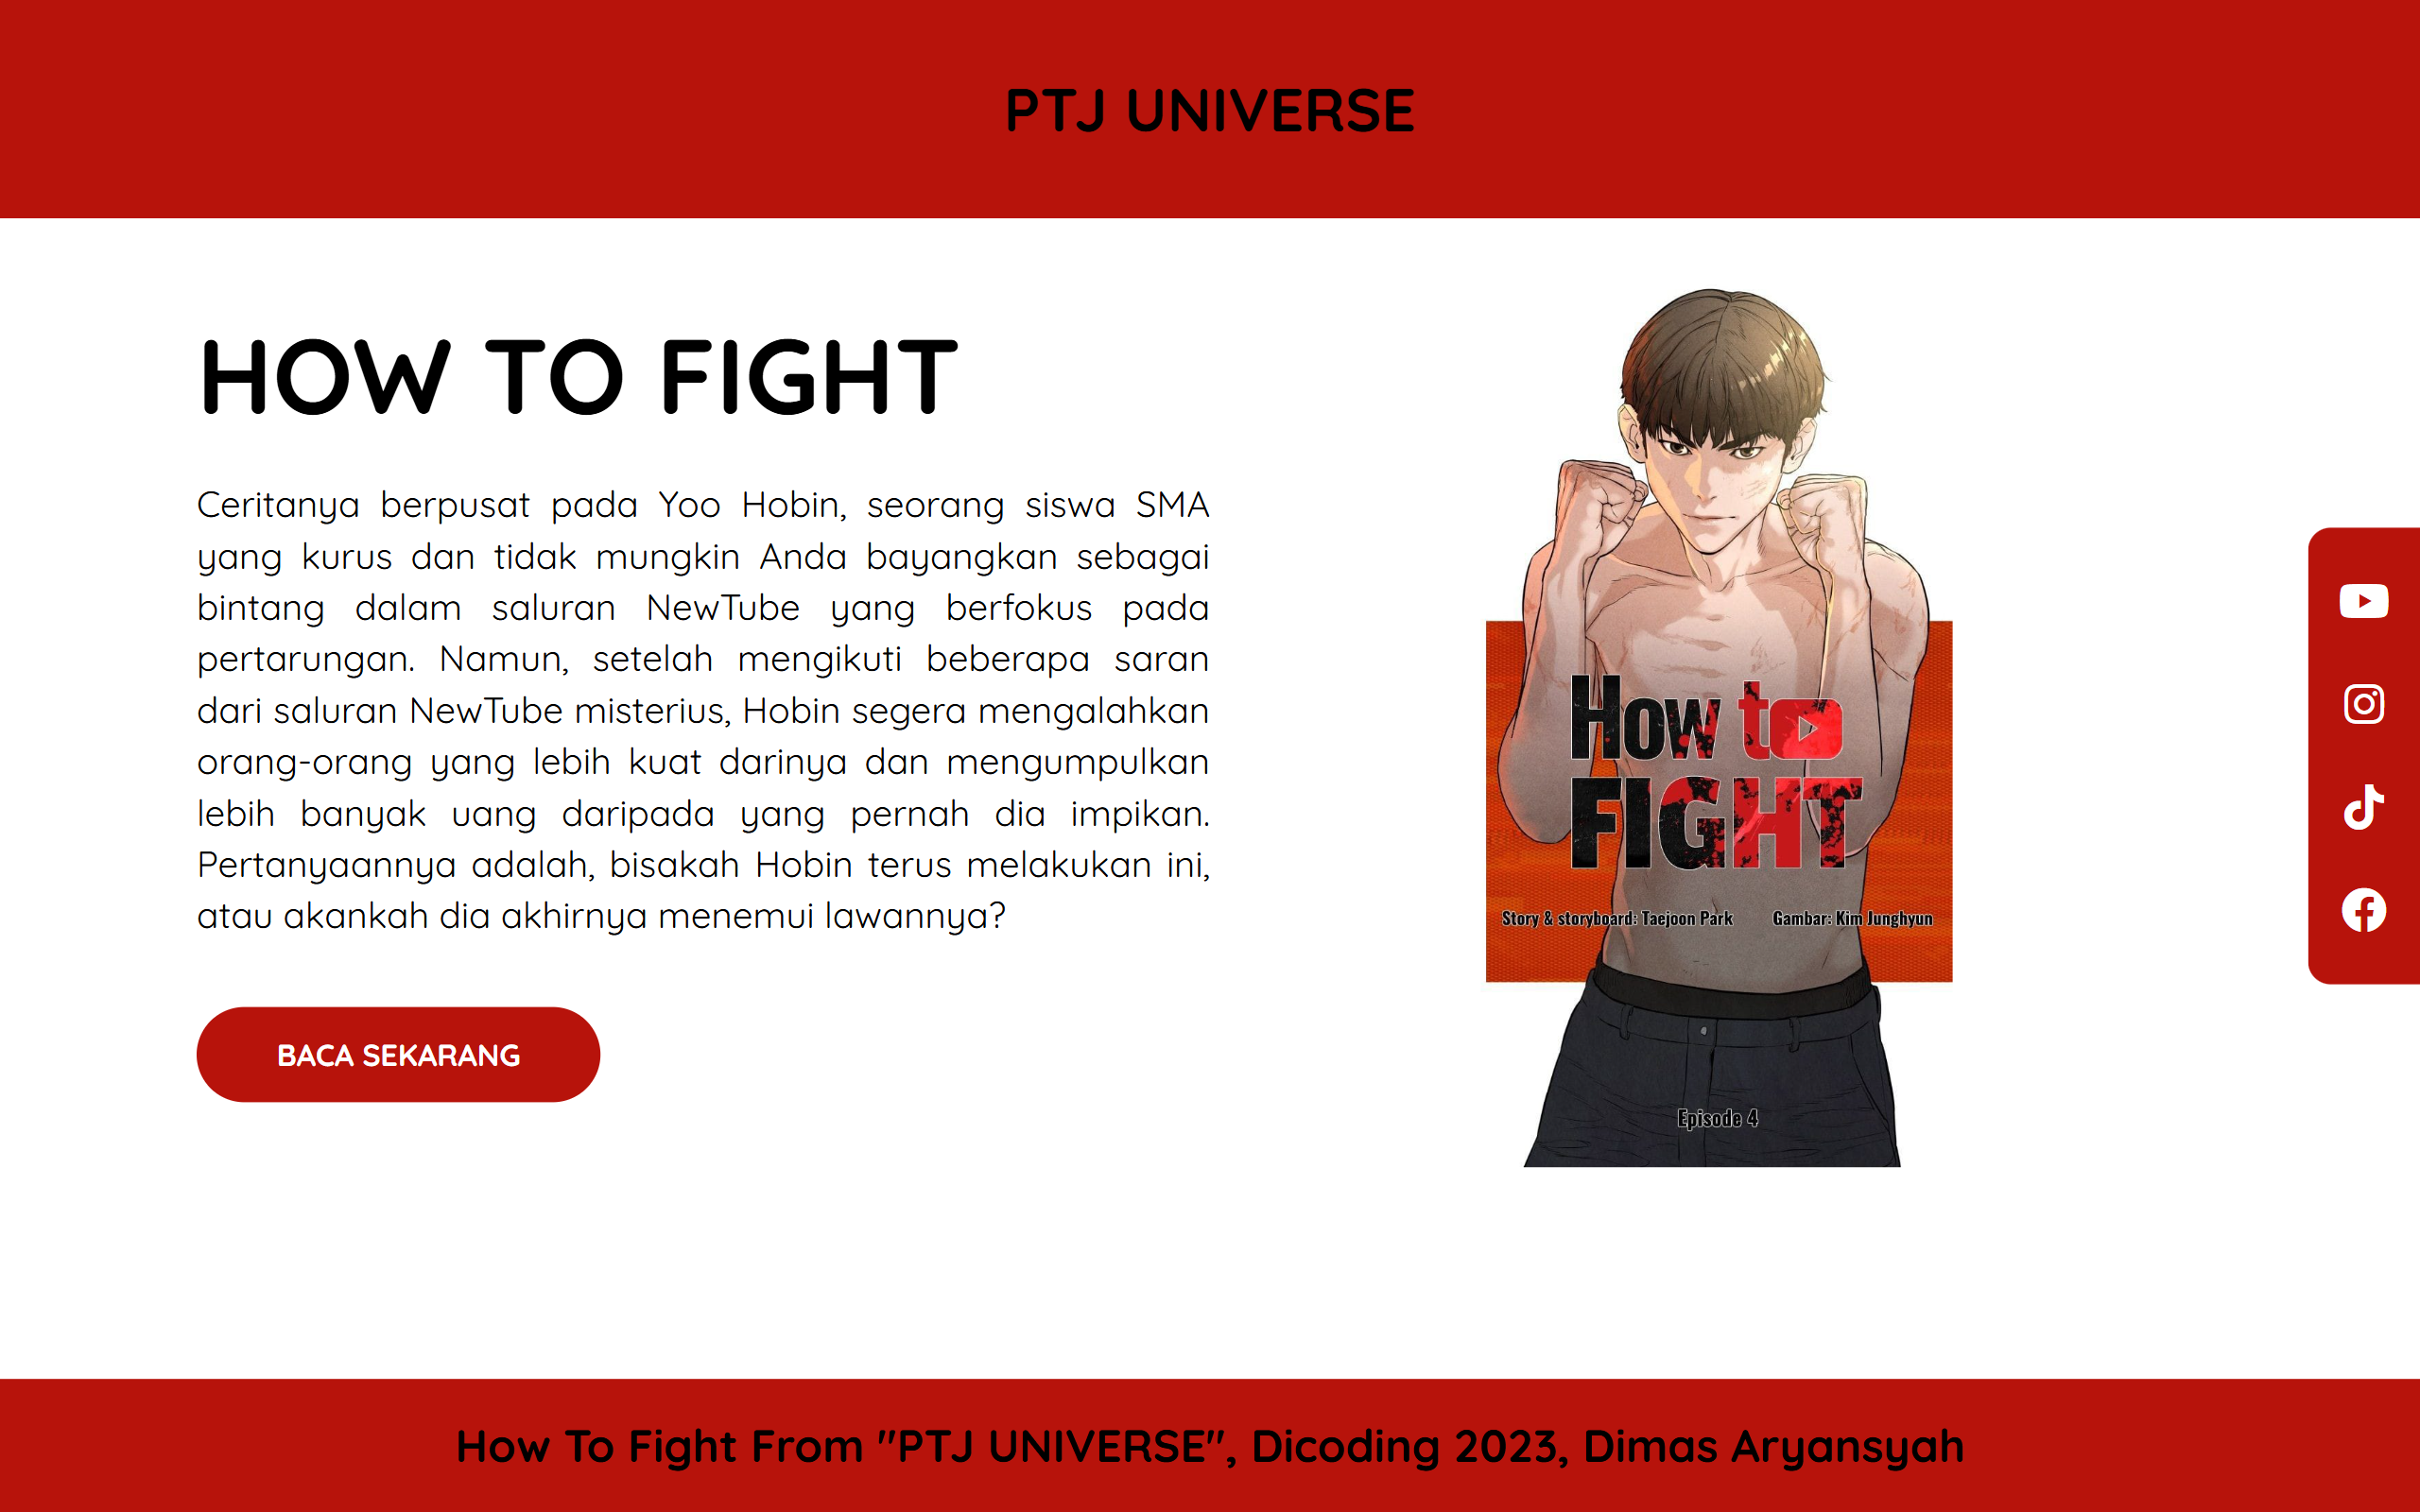 PTJ UNIVERSE
HOW TO FIGHT
Ceritanya berpusat pada Yoo Hobin, seorang siswa SMA
yang kurus dan tidak mungkin Anda bayangkan sebagai
bintang dalam saluran NewTube yang berfokus pada
pertarungan. Namun, setelah mengikuti beberapa saran
dari saluran NewTube misterius, Hobin segera mengalahkan
orang-orang yang lebih kuat darinya dan mengumpulkan
lebih banyak uang daripada yang pernah dia impikan.
Pertanyaannya adalah, bisakah Hobin terus melakukan ini,
atau akankah dia akhirnya menemui lawannya?
BACA SEKARANG
How to
FIGHT
Story & storyboard: Taejoon Park Gambar: Kim Junghyun
Episode 4
How To Fight From "PTJ UNIVERSE", Dicoding 2023, Dimas Aryansyah